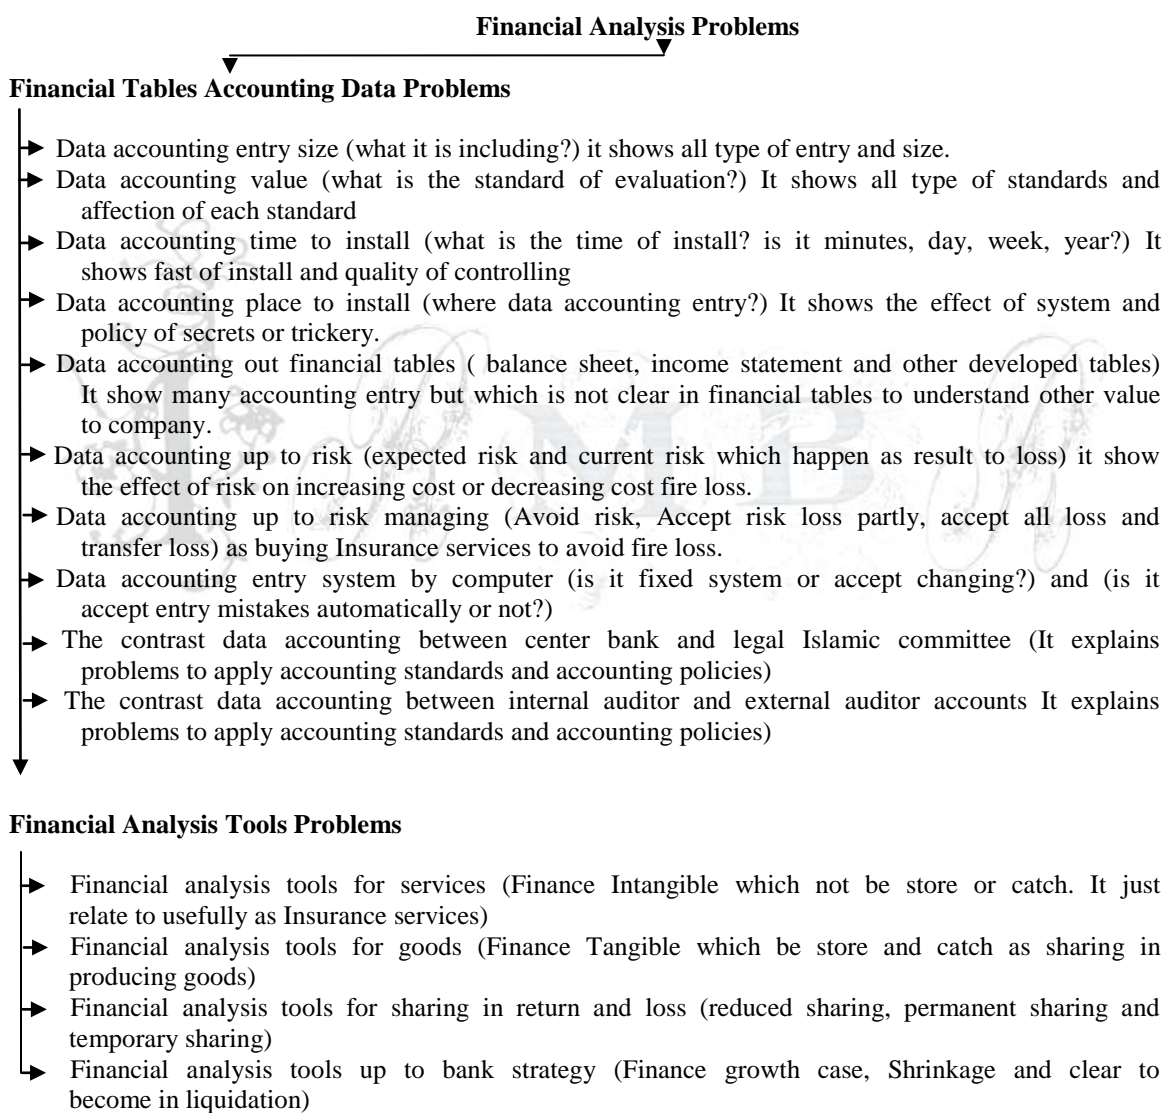 Financial Analysis Problems
Financial Tables Accounting Data Problems
Data accounting entry size (what it is including?) it shows all type of entry and size.
Data accounting value (what is the standard of evaluation?) It shows all type of standards and
affection of each standard
Data accounting time to install (what is the time of install? is it minutes, day, week, year?) It
shows fast of install and quality of controlling
Data accounting place to install (where data accounting entry?) It shows the effect of system and
policy of secrets or trickery.
Data accounting out financial tables ( balance sheet, income statement and other developed tables)
It show many accounting entry but which is not clear in financial tables to understand other value
to company.
Data accounting up to risk (expected risk and current risk which happen as result to loss) it show
the effect of risk on increasing cost or decreasing cost fire loss.
Data accounting up to risk managing (Avoid risk, Accept risk loss partly, accept all loss and
transfer loss) as buying Insurance services to avoid fire loss.
Data accounting entry system by computer (is it fixed system or accept changing?) and (is it
accept entry mistakes automatically or not?)
The contrast data accounting between center bank and legal Islamic committee (It explains
problems to apply accounting standards and accounting policies)
The contrast data accounting between internal auditor and external auditor accounts It explains
problems to apply accounting standards and accounting policies)
Financial Analysis Tools Problems
Financial analysis tools for services (Finance Intangible which not be store or catch. It just
relate to usefully as Insurance services)
Financial analysis tools for goods (Finance Tangible which be store and catch as sharing in
producing goods)
Financial analysis tools for sharing in return and loss (reduced sharing, permanent sharing and
temporary sharing)
Financial analysis tools up to bank strategy (Finance growth case, Shrinkage and clear to
become in liquidation)